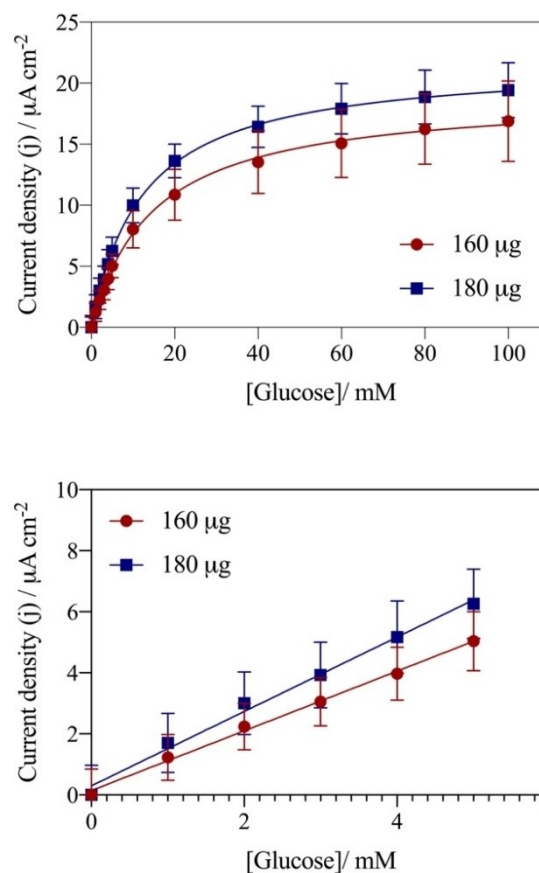 25
20
15
10
5
0
Current density (j) / μA cm⁻²
160 μg
180 μg
0 20 40 60 80 100
[Glucose]/ mM
10
8
6
4
2
0
Current density (j) / μA cm⁻²
160 μg
180 μg
0 2 4
[Glucose]/ mM